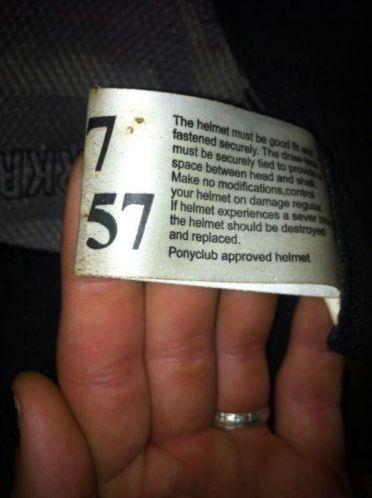 7
57
The helmet must be good fit and
fastened securely. The draw-lace
must be securely tied to provide
space between head and shell.
Make no modifications,control
your helmet on damage regular.
If helmet experiences a sever
the helmet should be destroyed
and replaced.
Ponyclub approved helmet